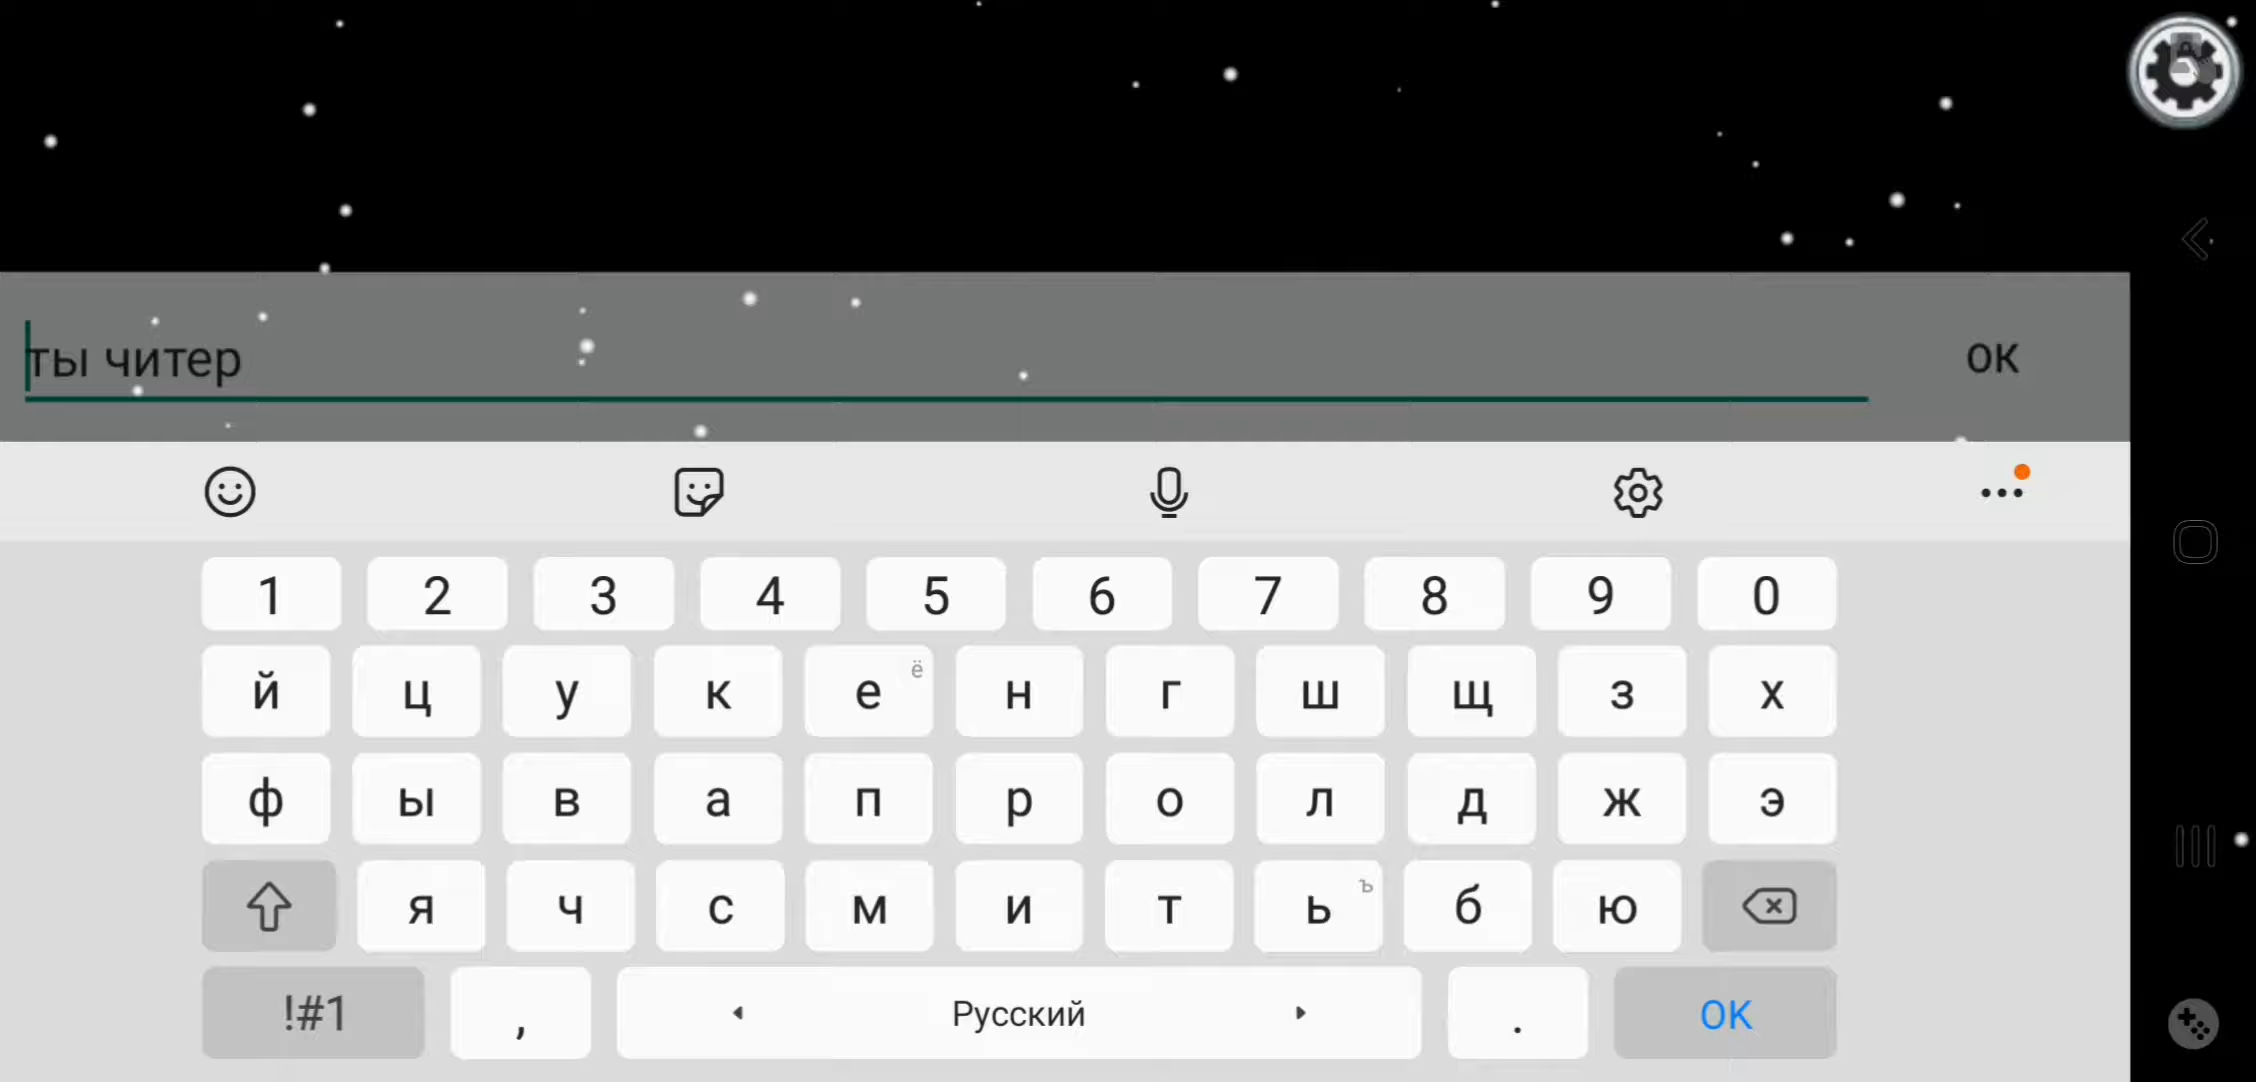 ты читер
ОК
1 2 3 4 5 6 7 8 9 0
й ц у к е ё н г ш щ з х
ф ы в а п р о л д ж э
я ч с м и т ь ъ б ю
!#1 , Русский . OK